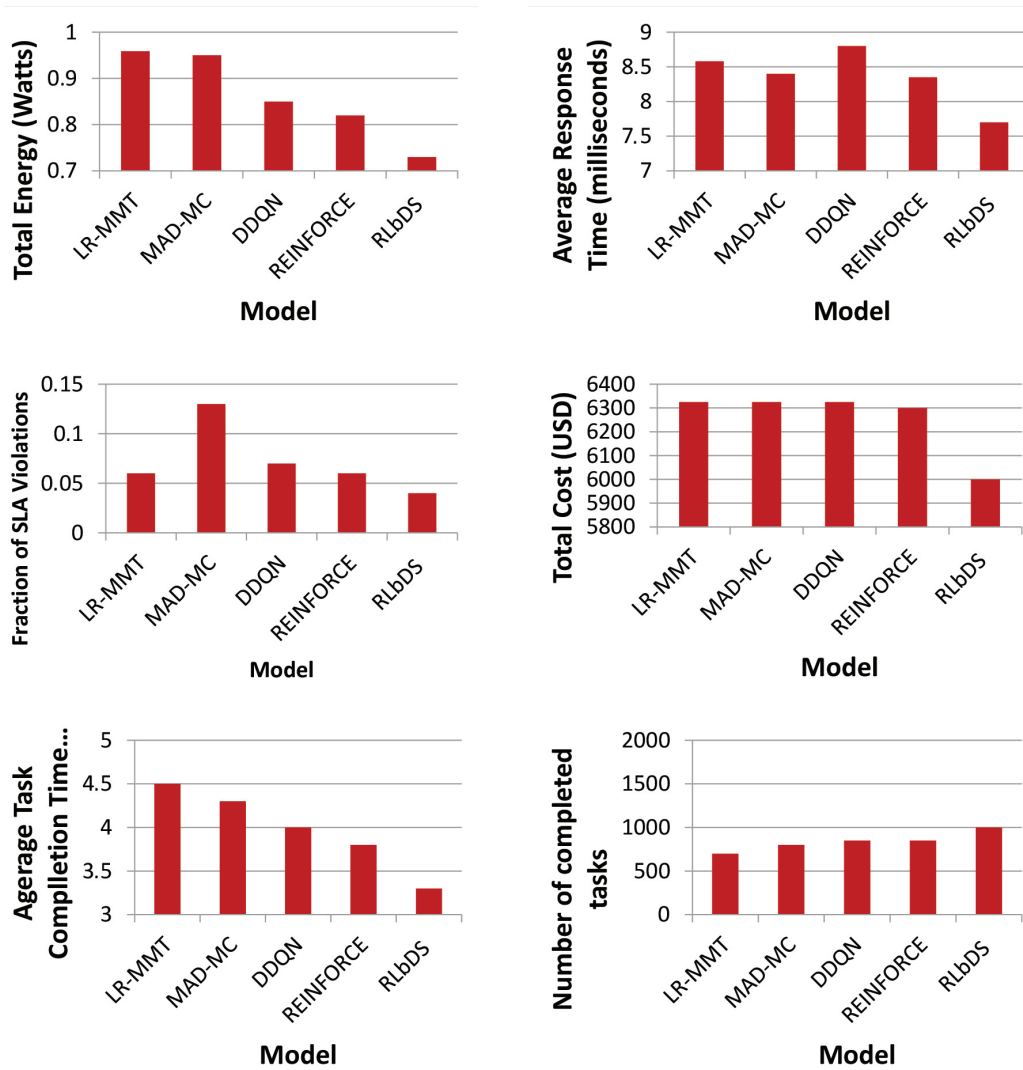 Total Energy (Watts)
1
0.9
0.8
0.7
LR-MMT
MAD-MC
DDQN
REINFORCE
RLbDS
Model
Average Response
Time (milliseconds)
9
8.5
8
7.5
7
LR-MMT
MAD-MC
DDQN
REINFORCE
RLbDS
Model
Fraction of SLA Violations
0.15
0.1
0.05
0
LR-MMT
MAD-MC
DDQN
REINFORCE
RLbDS
Model
Total Cost (USD)
6400
6300
6200
6100
6000
5900
5800
LR-MMT
MAD-MC
DDQN
REINFORCE
RLbDS
Model
Agerage Task
Complletion Time...
5
4.5
4
3.5
3
LR-MMT
MAD-MC
DDQN
REINFORCE
RLbDS
Model
Number of completed
tasks
2000
1500
1000
500
0
LR-MMT
MAD-MC
DDQN
REINFORCE
RLbDS
Model